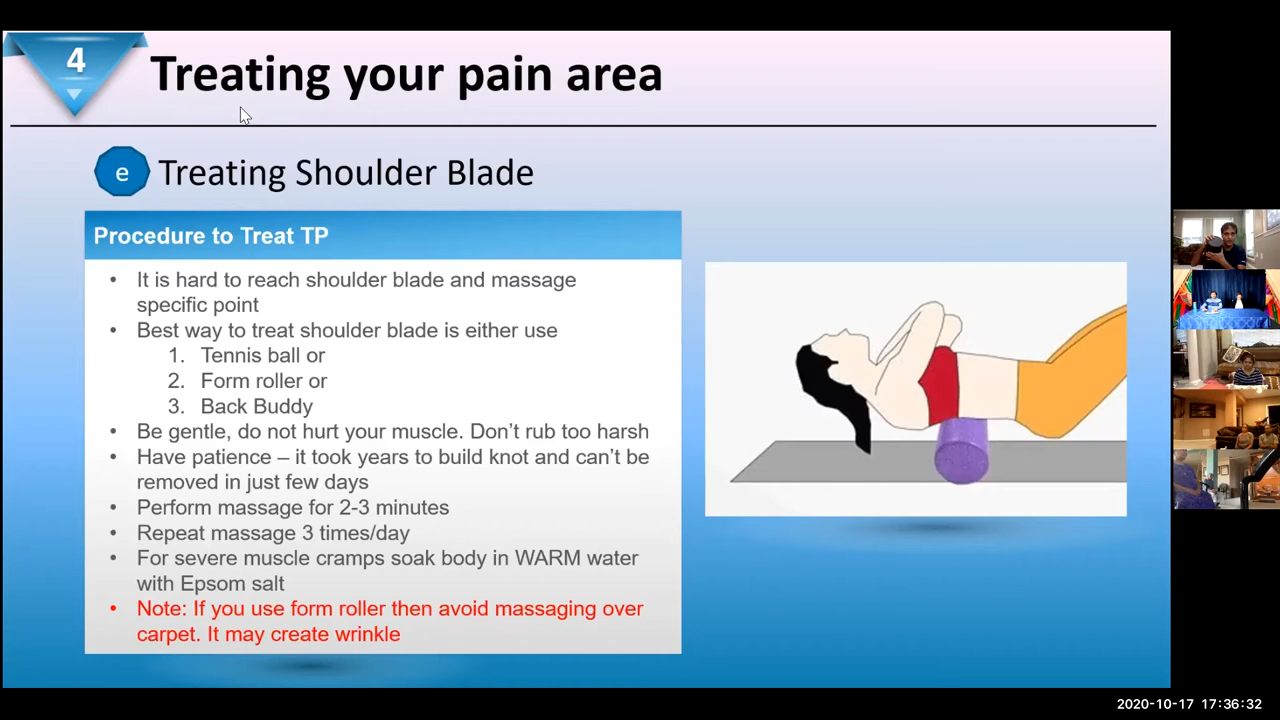 4
Treating your pain area
e
Treating Shoulder Blade
Procedure to Treat TP
• It is hard to reach shoulder blade and massage
specific point
• Best way to treat shoulder blade is either use
1. Tennis ball or
2. Form roller or
3. Back Buddy
• Be gentle, do not hurt your muscle. Don't rub too harsh
• Have patience – it took years to build knot and can't be
removed in just few days
• Perform massage for 2-3 minutes
• Repeat massage 3 times/day
• For severe muscle cramps soak body in WARM water
with Epsom salt
• Note: If you use form roller then avoid massaging over
carpet. It may create wrinkle
2020-10-17 17:36:32